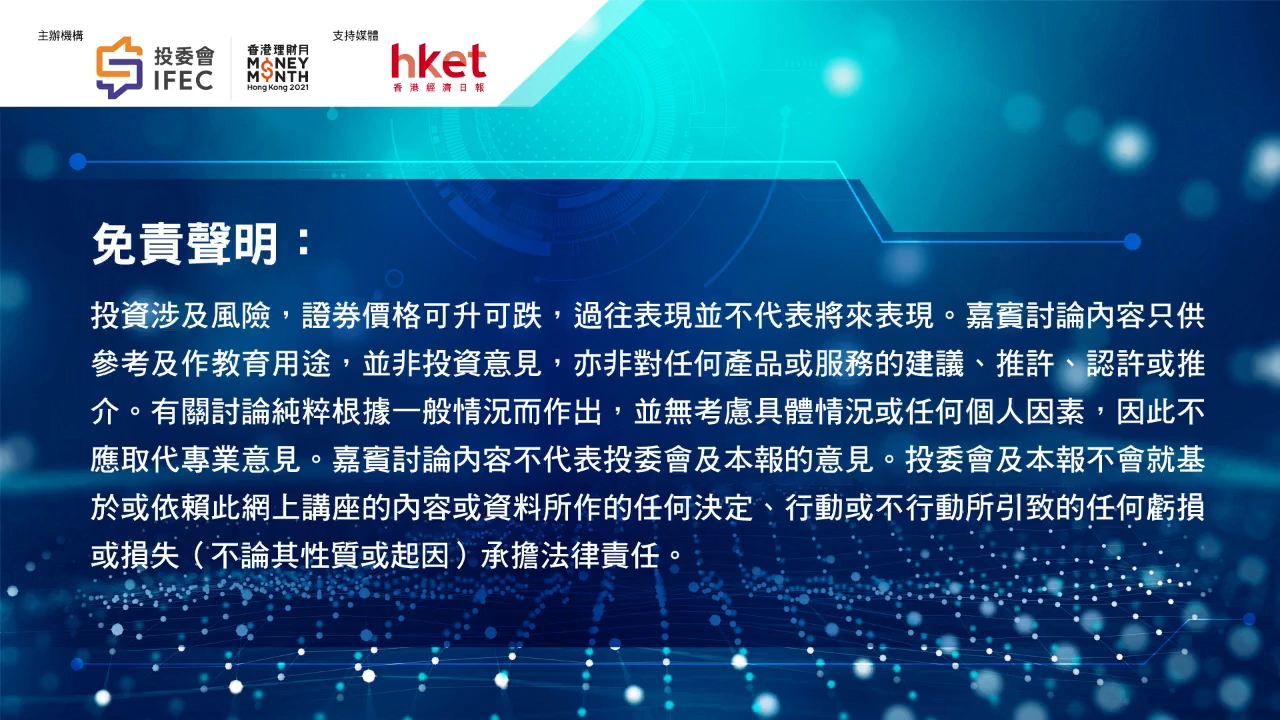 主辦機構
投委會
IFEC
香港理財月
MONEY
MONTH
Hong Kong 2021
支持媒體
hket
香港經濟日報
免責聲明：
投資涉及風險，證券價格可升可跌，過往表現並不代表將來表現。嘉賓討論內容只供
參考及作教育用途，並非投資意見，亦非對任何產品或服務的建議、推許、認許或推
介。有關討論純粹根據一般情況而作出，並無考慮具體情況或任何個人因素，因此不
應取代專業意見。嘉賓討論內容不代表投委會及本報的意見。投委會及本報不會就基
於或依賴此網上講座的內容或資料所作的任何決定、行動或不行動所引致的任何虧損
或損失（不論其性質或起因）承擔法律責任。